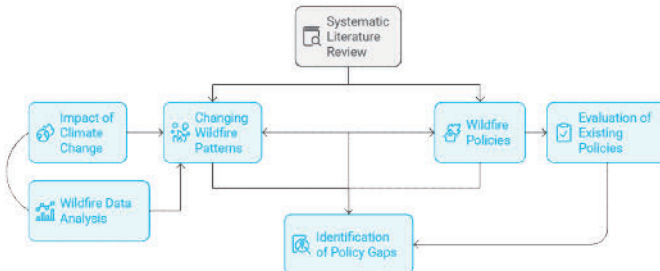 Systematic
Literature
Review
Impact of
Climate
Change
Changing
Wildfire
Patterns
Wildfire
Policies
Evaluation of
Existing
Policies
Wildfire Data
Analysis
Identification
of Policy Gaps